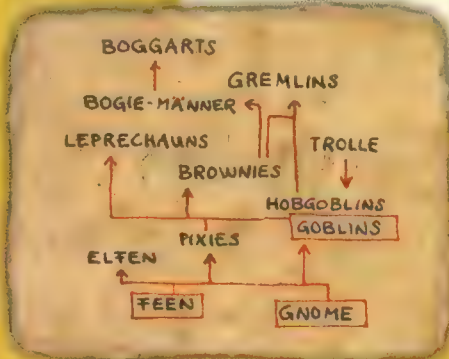 BOGGARTS
GREMLINS
BOGIE-MÄNNER
LEPRECHAUNS
TROLLE
BROWNIES
HOBGOBLINS
GOBLINS
PIXIES
ELFEN
FEEN
GNOME